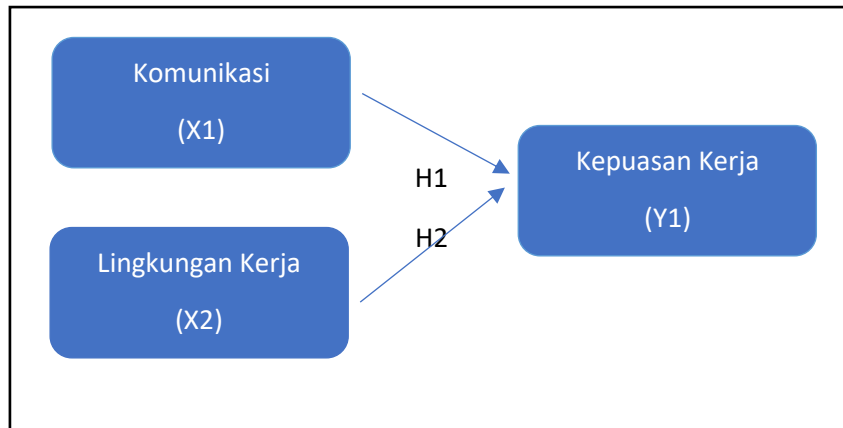 Komunikasi
(X1)
Kepuasan Kerja
(Y1)
H1
H2
Lingkungan Kerja
(X2)